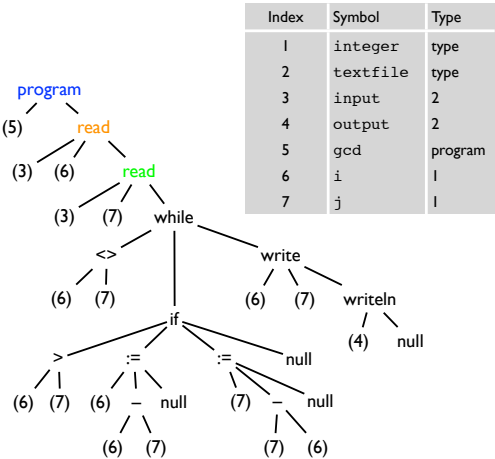 Index Symbol Type
1 integer type
2 textfile type
3 input 2
4 output 2
5 gcd program
6 i 1
7 j 1
program
(5) read
(3) (6) read
(3) (7) while
<> write
(6) (7) (6) (7) writeln
if (4) null
> := := null
(6) (7) (6) – null (7) – null
(6) (7) (7) (6)